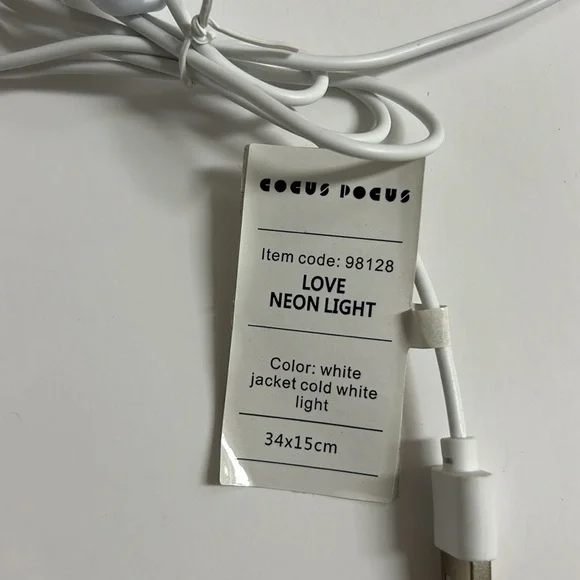 COCUS POCUS
Item code: 98128
LOVE
NEON LIGHT
Color: white
jacket cold white
light
34x15cm